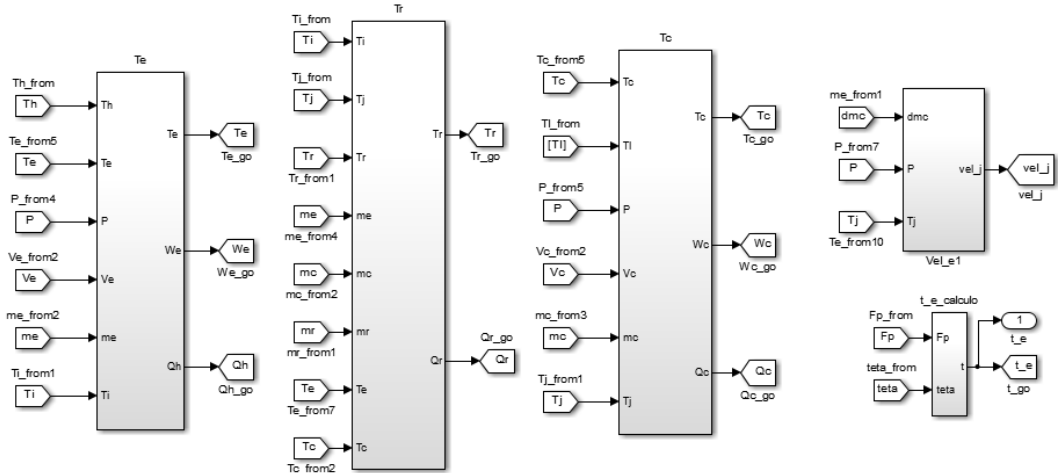 Te
Th_from
Th
Th
Te_from5
Te
Te
P_from4
P
P
Ve_from2
Ve
Ve
me_from2
me
me
Ti_from1
Ti
Ti
Te
Te
Te_go
We
We
We_go
Qh
Qh
Qh_go
Tr
Ti_from
Ti
Ti
Tj_from
Tj
Tj
Tr
Tr
Tr_from1
me
me
me_from4
mc
mc
mc_from2
mr
mr
mr_from1
Te
Te
Te_from7
Tc
Tc
Tc_from2
Tr
Tr
Tr_go
Qr_go
Qr
Qr
Tc
Tc_from5
Tc
Tc
Tl_from
[Tl]
Tl
P_from5
P
P
Vc_from2
Vc
Vc
mc_from3
mc
mc
Tj_from1
Tj
Tj
Tc
Tc
Tc_go
Wc
Wc
Wc_go
Qc
Qc
Qc_go
me_from1
dmc
dmc
P_from7
P
P
Tj
Tj
Te_from10
vel_j
vel_j
vel_j
Vel_e1
t_e_calculo
Fp_from
Fp
Fp
teta_from
teta
teta
t
1
t_e
t_e
t_go